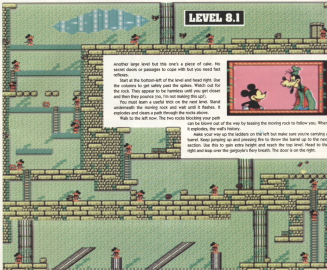 LEVEL 8.1
Another large level but this one's a piece of cake. No
secret doors or passages to cope with but you need fast
reflexes.
Start at the bottom-left of the level and head right. Use
the columns to get safely past the spikes. Watch out for
the rock. They appear to be harmless until you get closer
and then they pounce (no, I'm not making this up!).
You must learn a useful trick on the next level. Stand
underneath the moving rock and wait until it flashes. It
explodes and clears a path through the rocks above.
Walk to the left now. The two rocks blocking your path
can be blown out of the way by teasing the moving rock to follow you. When
it explodes, the wall's history.
Make your way up the ladders on the left but make sure you're carrying a
barrel. Keep jumping up and pressing fire to throw the barrel up to the next
section. Use this to gain extra height and reach the top level. Head to the
right and leap over the gargoyle's fiery breath. The door is on the right.